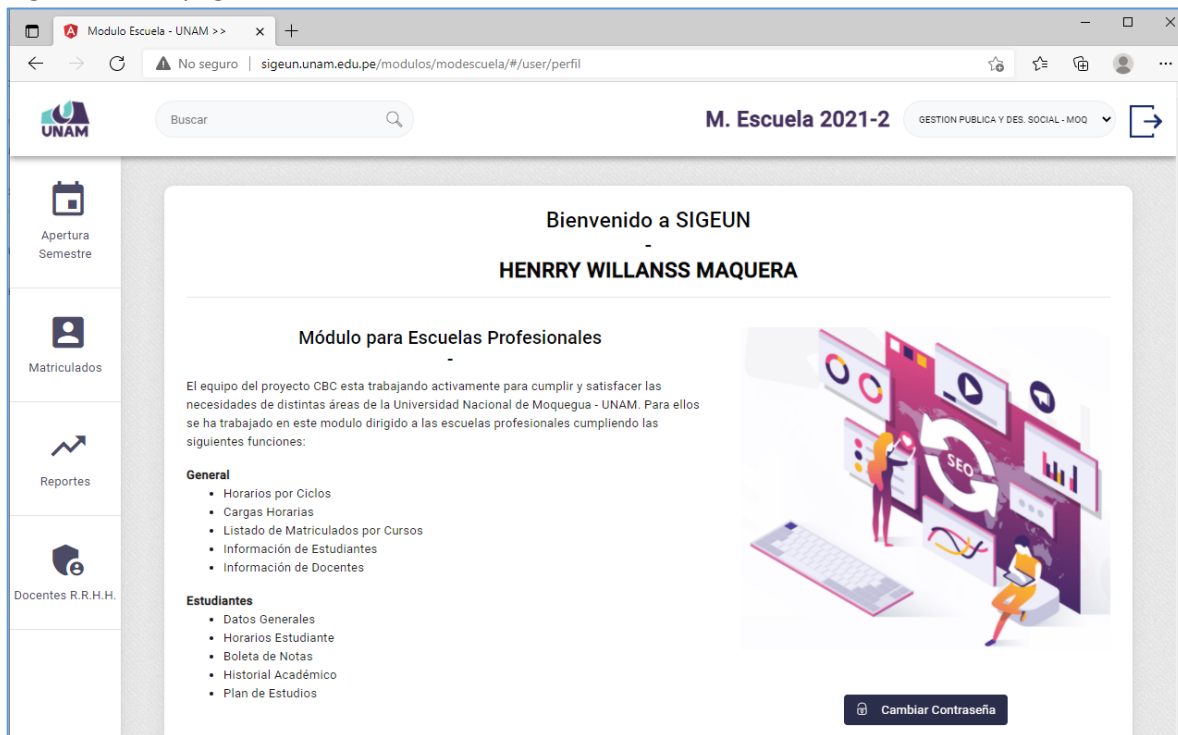 Modulo Escuela - UNAM >>
No seguro | sigeun.unam.edu.pe/modulos/modescuela/#/user/perfil
UNAM
Buscar
M. Escuela 2021-2
GESTION PUBLICA Y DES. SOCIAL - MOQ
Apertura
Semestre
Matriculados
Reportes
Docentes R.R.H.H.
Bienvenido a SIGEUN
-
HENRRY WILLANSS MAQUERA
Módulo para Escuelas Profesionales
-
El equipo del proyecto CBC esta trabajando activamente para cumplir y satisfacer las
necesidades de distintas áreas de la Universidad Nacional de Moquegua - UNAM. Para ellos
se ha trabajado en este modulo dirigido a las escuelas profesionales cumpliendo las
siguientes funciones:
General
• Horarios por Ciclos
• Cargas Horarias
• Listado de Matriculados por Cursos
• Información de Estudiantes
• Información de Docentes
Estudiantes
• Datos Generales
• Horarios Estudiante
• Boleta de Notas
• Historial Académico
• Plan de Estudios
SEO
Cambiar Contraseña